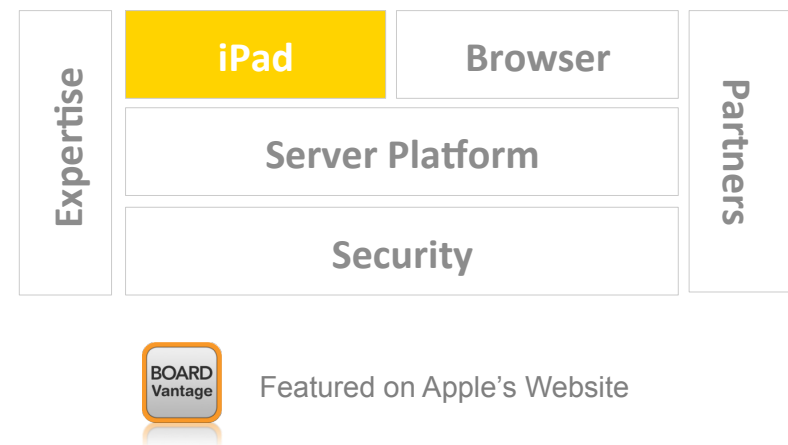 Expertise
iPad
Browser
Server Platform
Security
Partners
BOARD
Vantage
Featured on Apple's Website